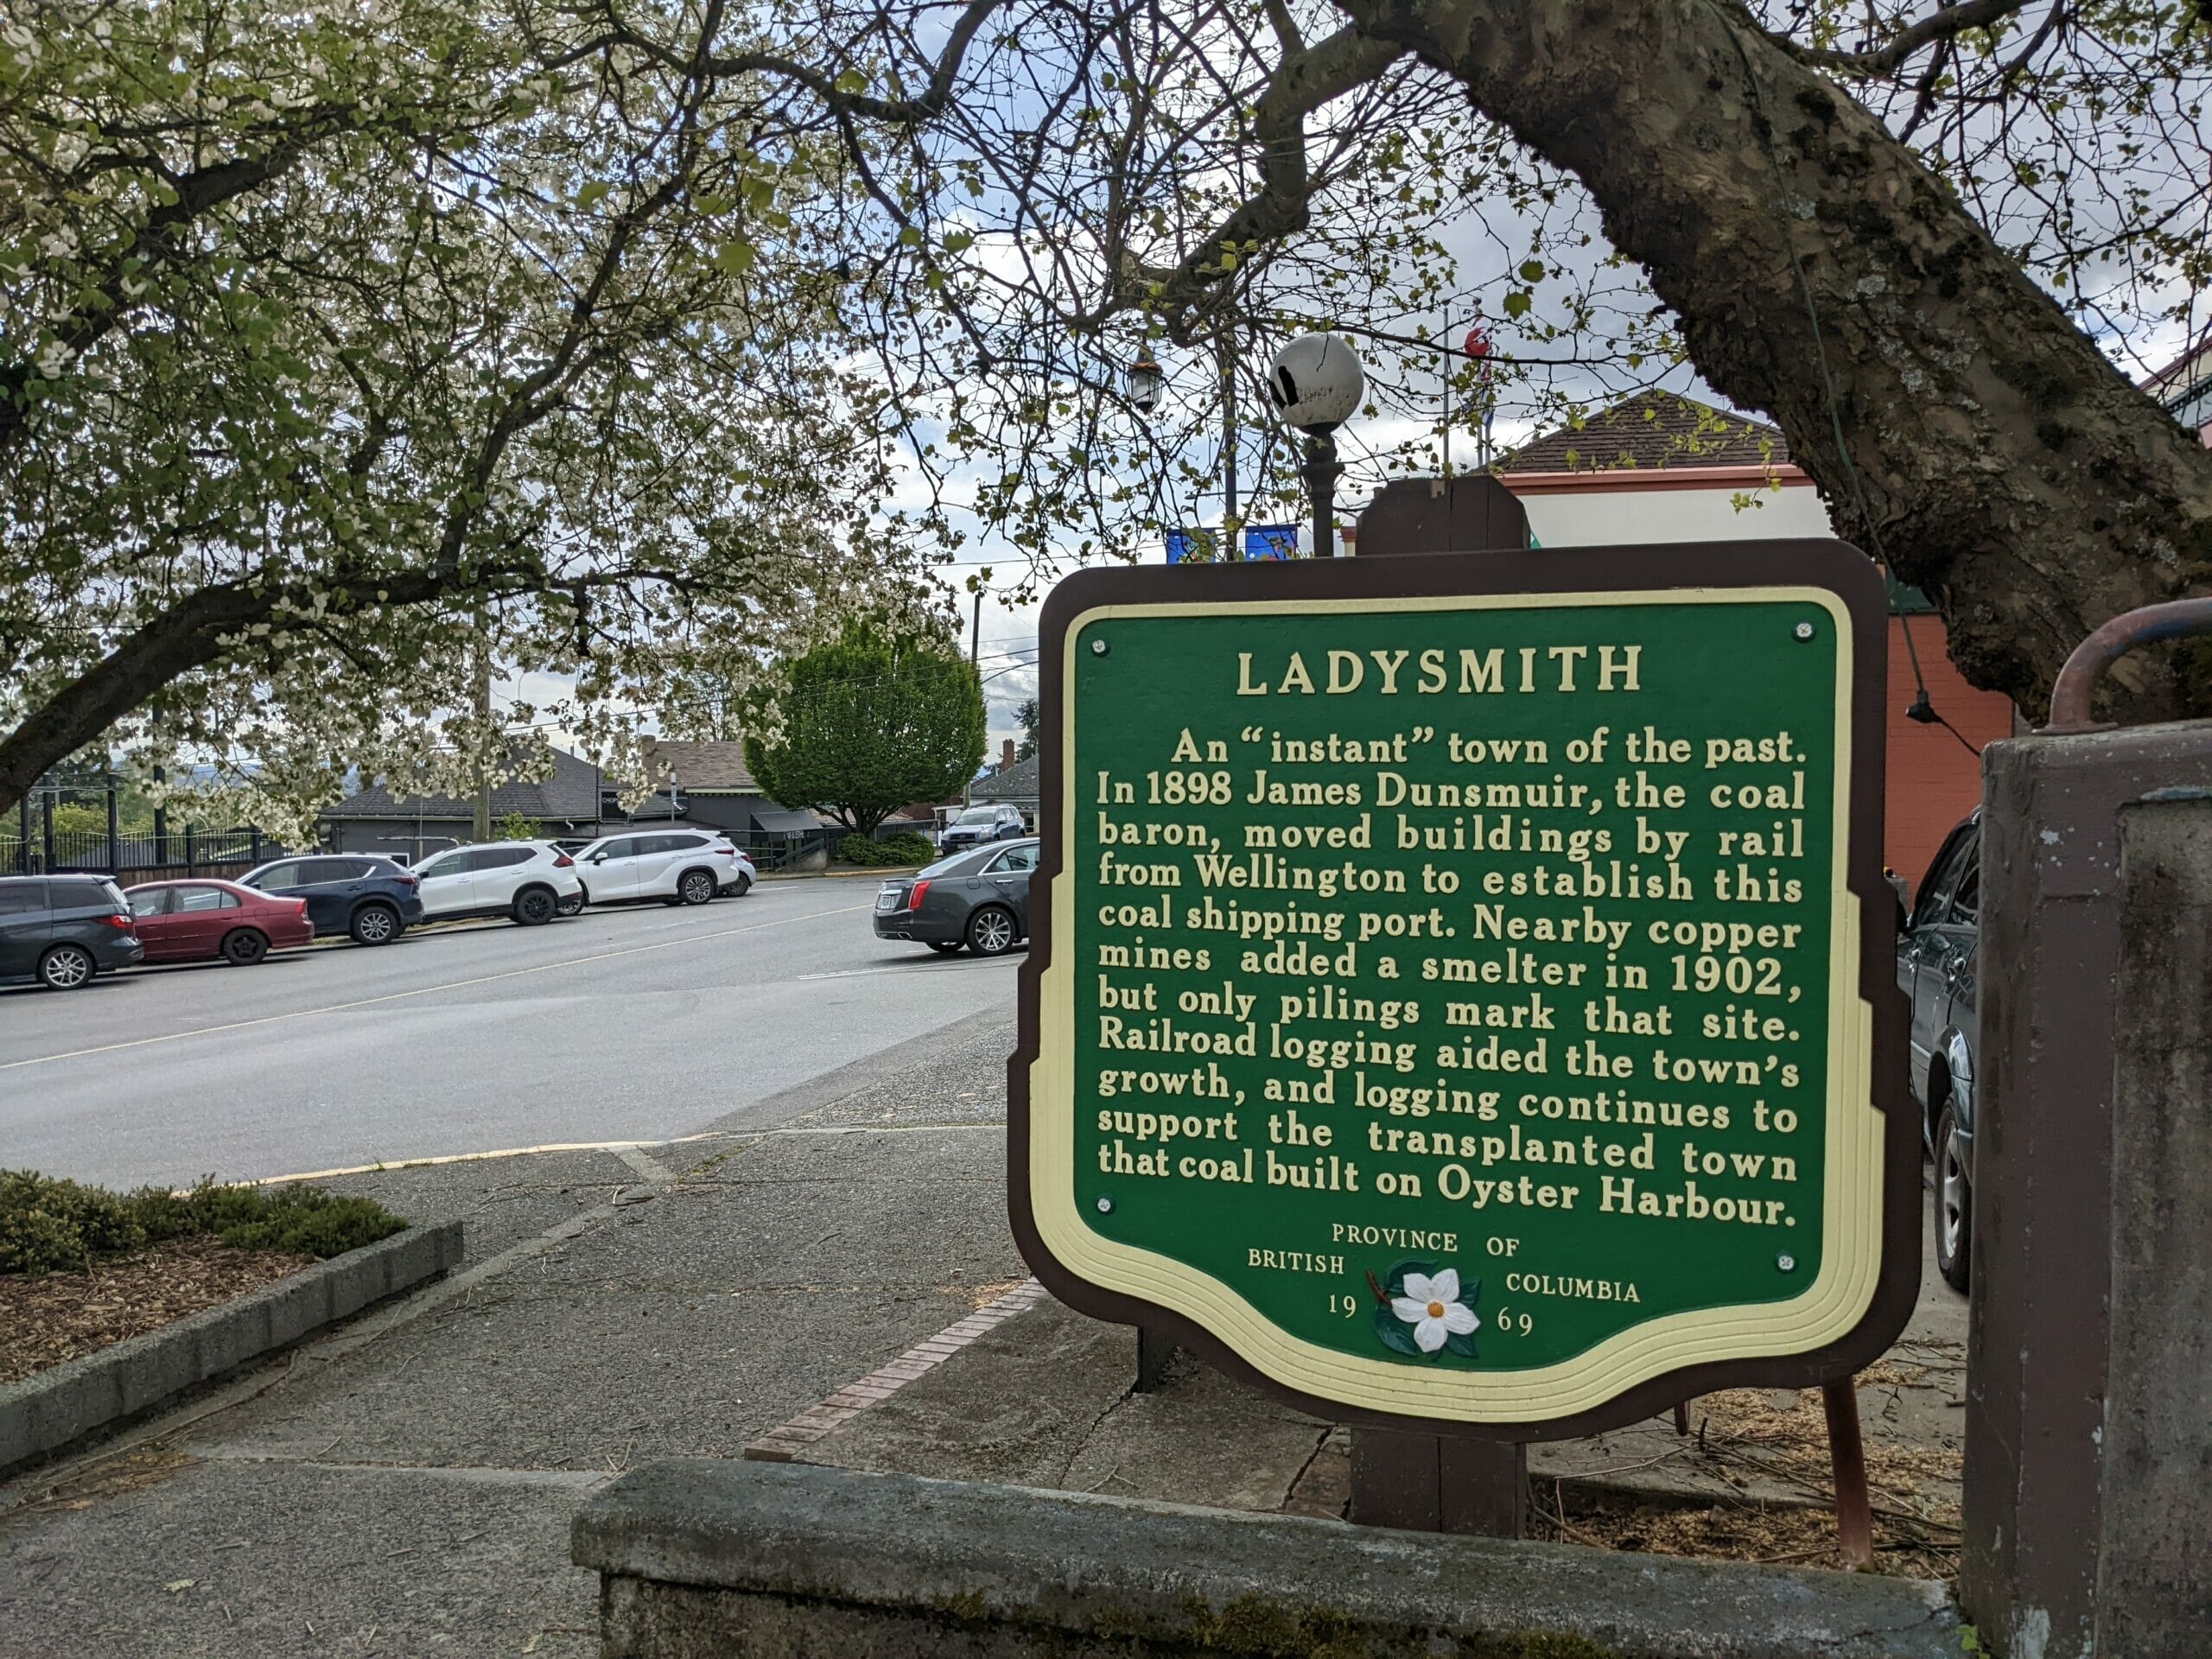 LADYSMITH
An “instant” town of the past.
In 1898 James Dunsmuir, the coal
baron, moved buildings by rail
from Wellington to establish this
coal shipping port. Nearby copper
mines added a smelter in 1902,
but only pilings mark that site.
Railroad logging aided the town’s
growth, and logging continues to
support the transplanted town
that coal built on Oyster Harbour.
PROVINCE OF
BRITISH COLUMBIA
19 69